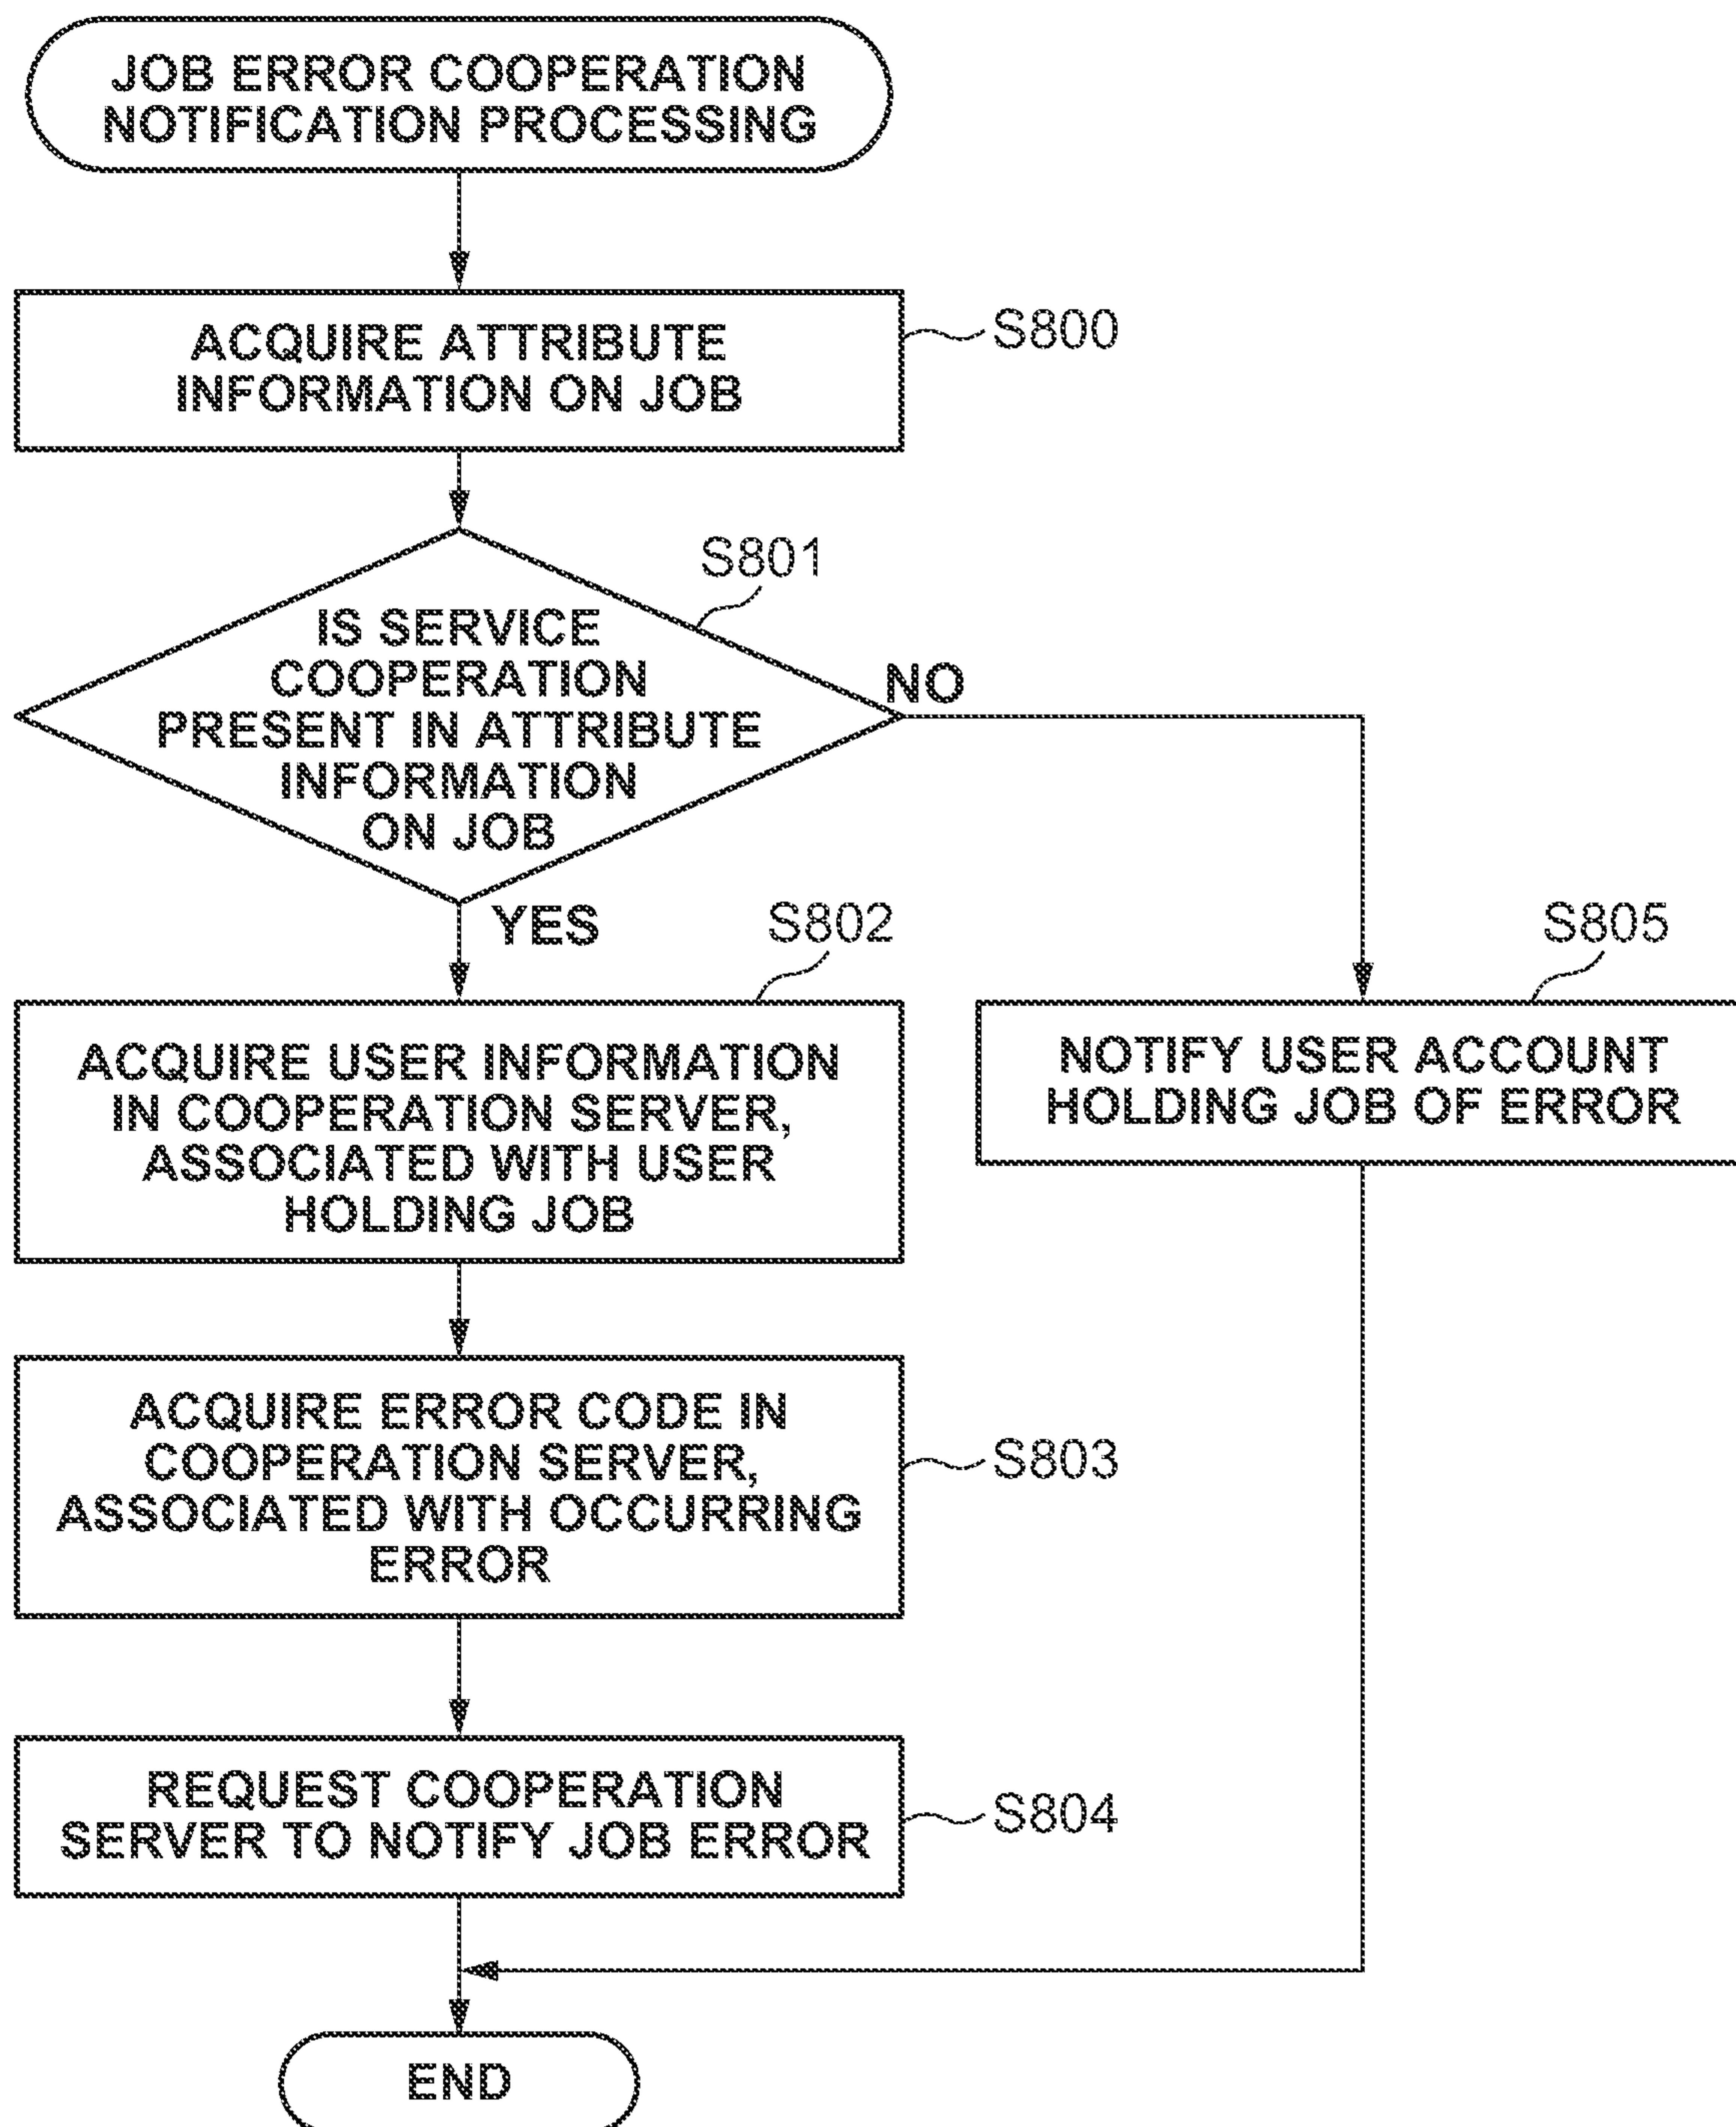 JOB ERROR COOPERATION
NOTIFICATION PROCESSING
ACQUIRE ATTRIBUTE
INFORMATION ON JOB
S800
S801
IS SERVICE
COOPERATION
PRESENT IN ATTRIBUTE
INFORMATION
ON JOB
NO
YES
S802
ACQUIRE USER INFORMATION
IN COOPERATION SERVER,
ASSOCIATED WITH USER
HOLDING JOB
S805
NOTIFY USER ACCOUNT
HOLDING JOB OF ERROR
ACQUIRE ERROR CODE IN
COOPERATION SERVER,
ASSOCIATED WITH OCCURRING
ERROR
S803
REQUEST COOPERATION
SERVER TO NOTIFY JOB ERROR
S804
END